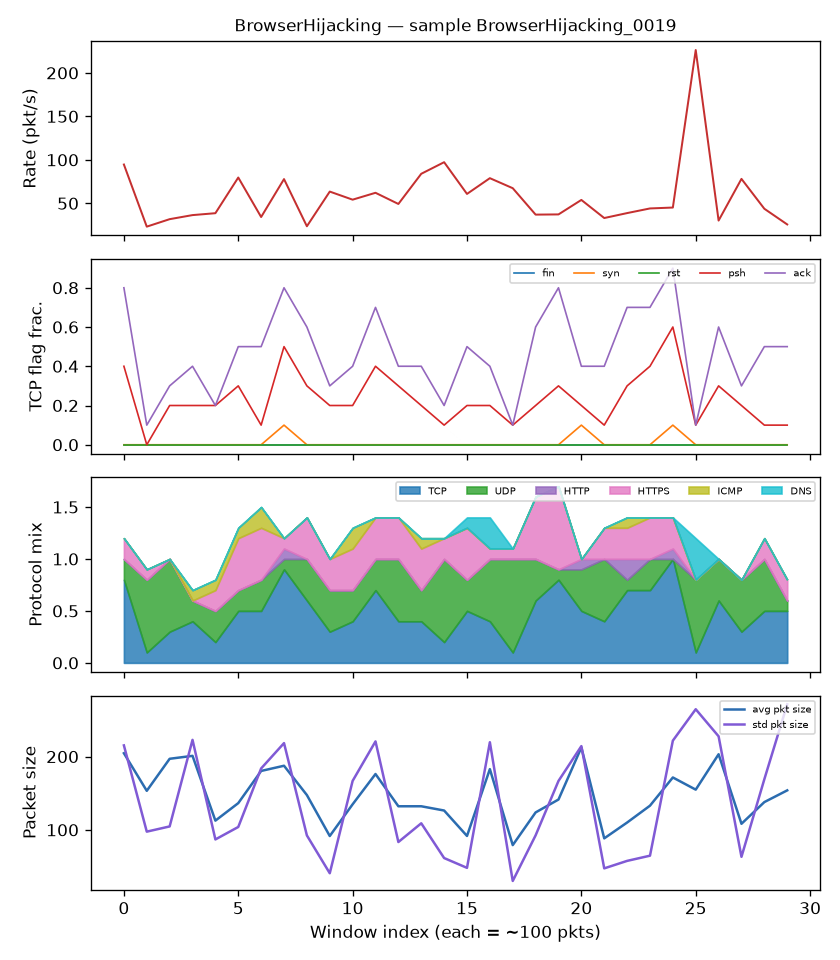 BrowserHijacking — sample BrowserHijacking_0019
Rate (pkt/s)
200
150
100
50
TCP flag frac.
0.8
0.6
0.4
0.2
0.0
fin syn rst psh ack
Protocol mix
1.5
1.0
0.5
0.0
TCP UDP HTTP HTTPS ICMP DNS
Packet size
200
100
avg pkt size
std pkt size
0 5 10 15 20 25 30
Window index (each = ~100 pkts)